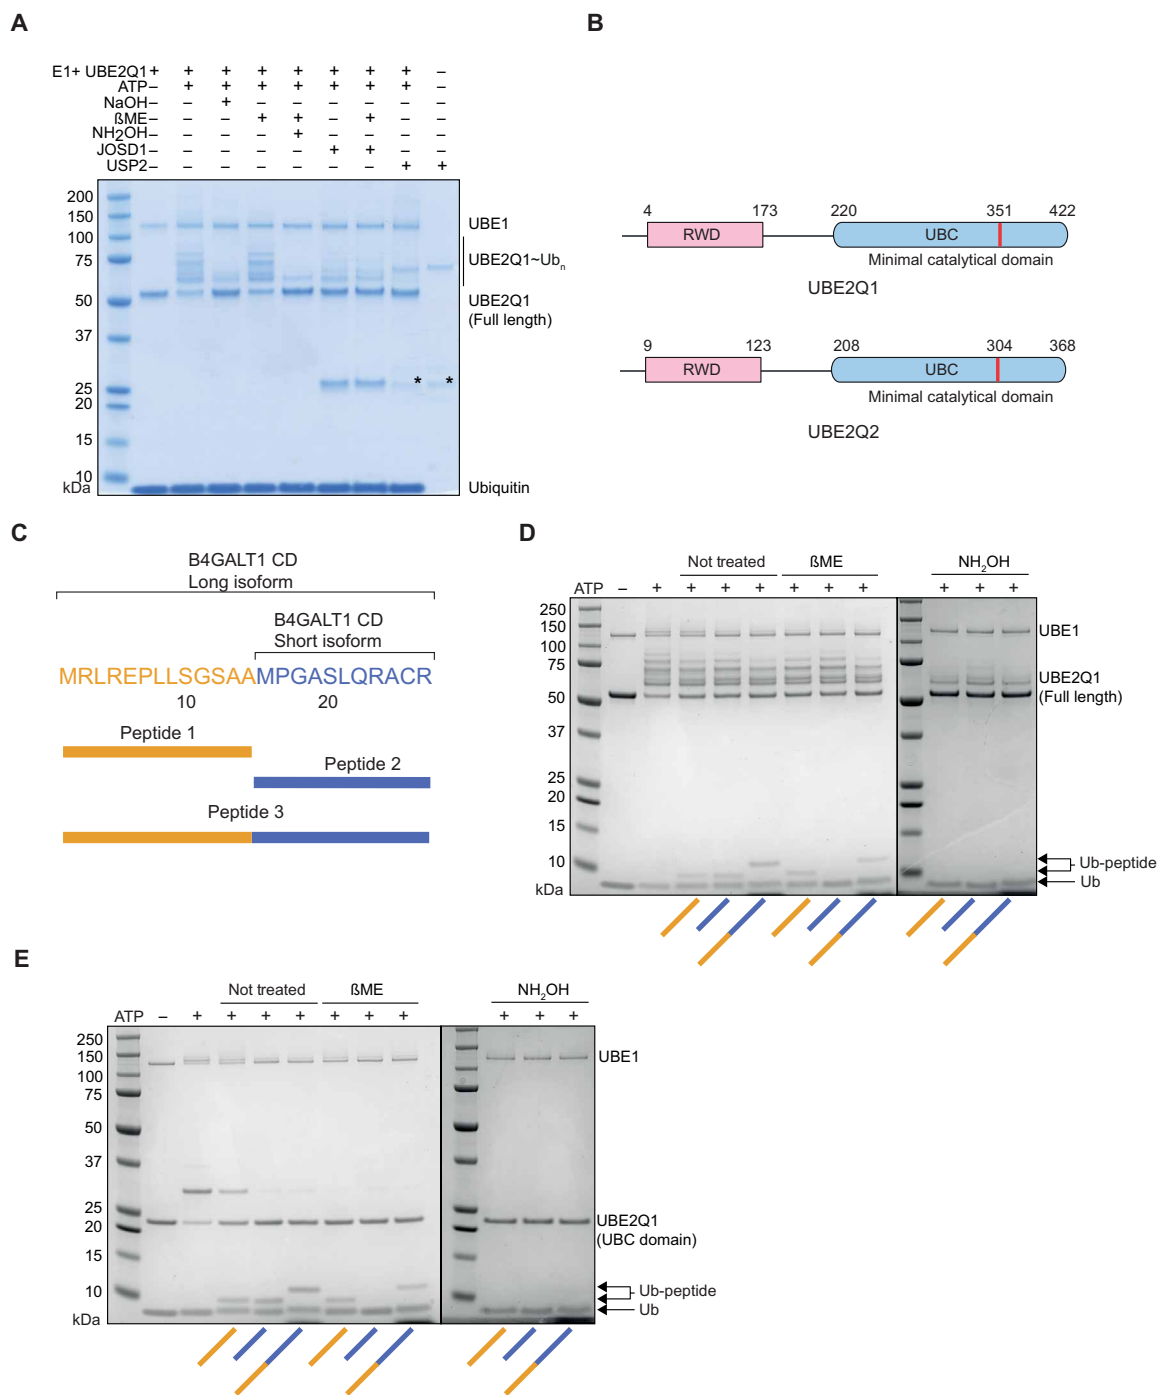 A
E1+ UBE2Q1 + + + + + + + + –
ATP – + + + + + + + –
NaOH – – + – – – – – –
ßME – – – + + – + – –
NH2OH – – – – + – – – –
JOSD1 – – – – – + + – –
USP2 – – – – – – – + +
200
150
100
75
50
37
25
20
15
10
kDa
UBE1
UBE2Q1~Ubn
UBE2Q1
(Full length)
* *
Ubiquitin
B
4 173 220 351 422
RWD UBC
Minimal catalytical domain
UBE2Q1
9 123 208 304 368
RWD UBC
Minimal catalytical domain
UBE2Q2
C
B4GALT1 CD
Long isoform
B4GALT1 CD
Short isoform
MRLREPLLSGSAAMPGASLQRACR
10 20
Peptide 1
Peptide 2
Peptide 3
D
Not treated ßME NH2OH
ATP – + + + + + + + + + +
250
150
100
75
50
37
25
20
15
10
kDa
UBE1
UBE2Q1
(Full length)
Ub-peptide
Ub
E
Not treated ßME NH2OH
ATP – + + + + + + + + + +
250
150
100
75
50
37
25
20
15
10
kDa
UBE1
UBE2Q1
(UBC domain)
Ub-peptide
Ub